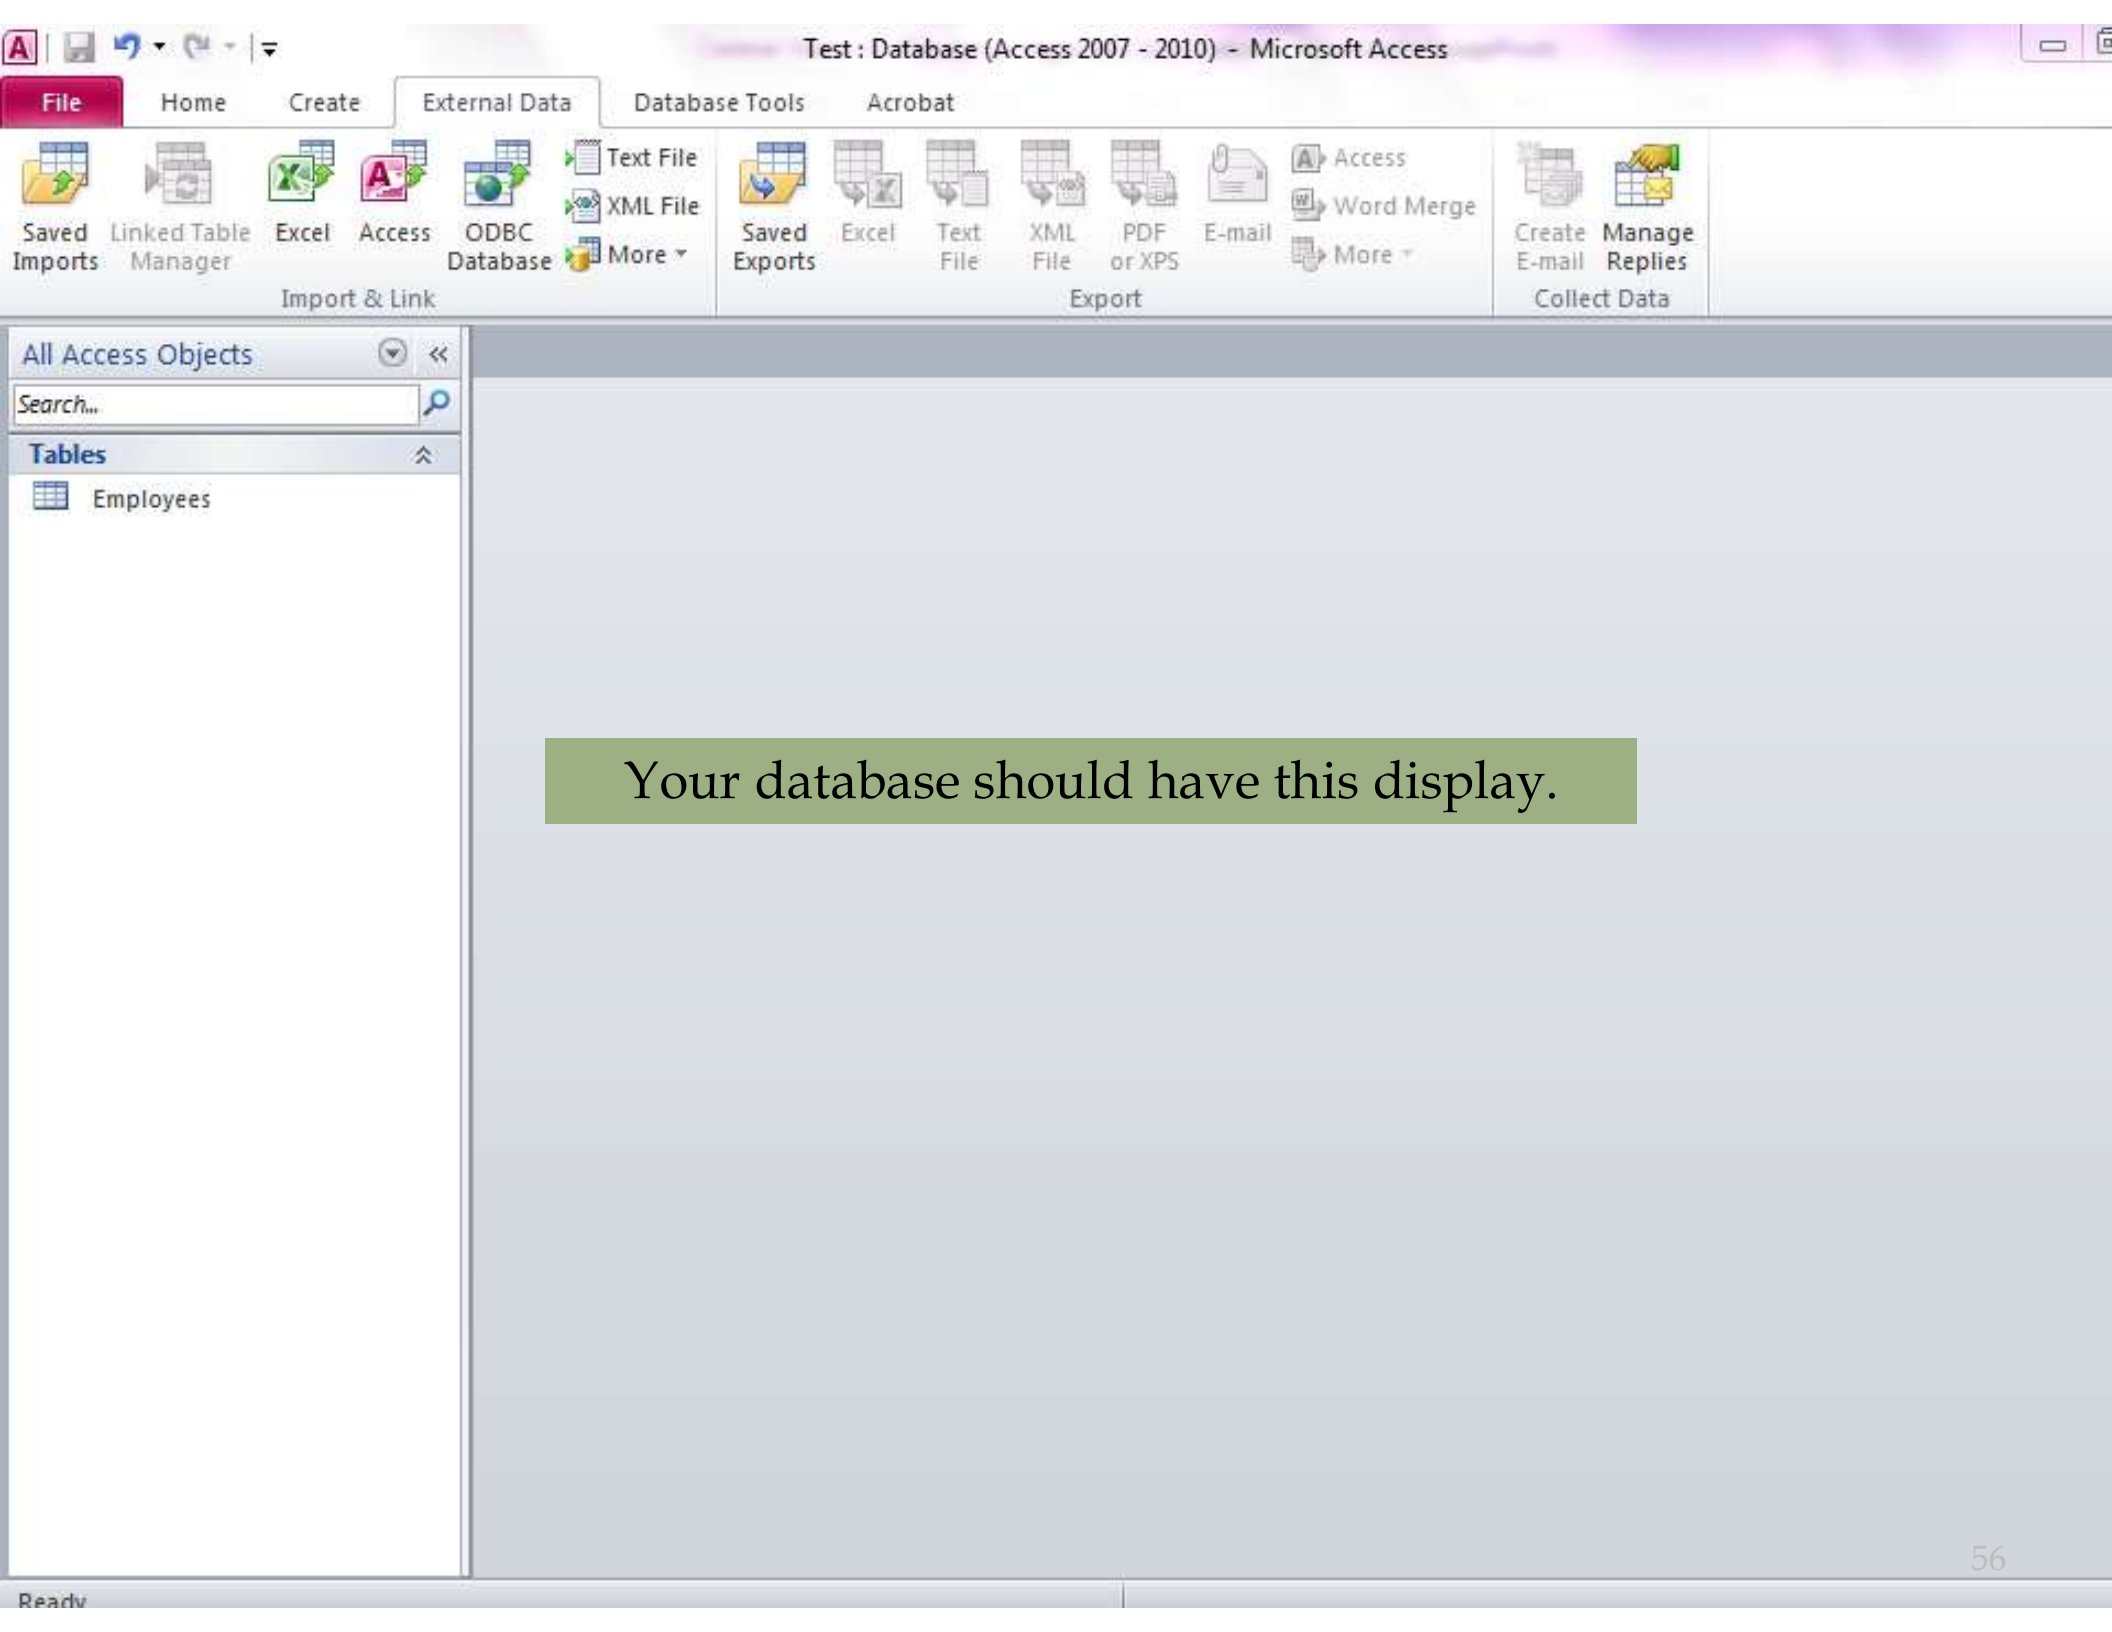 Test : Database (Access 2007 - 2010) - Microsoft Access
File Home Create External Data Database Tools Acrobat
Saved Imports
Linked Table Manager
Excel
Access
ODBC Database
Text File
XML File
More
Import & Link
Saved Exports
Excel
Text File
XML File
PDF or XPS
E-mail
Access
Word Merge
More
Export
Create E-mail
Manage Replies
Collect Data
All Access Objects
Search...
Tables
Employees
Your database should have this display.
56
Ready